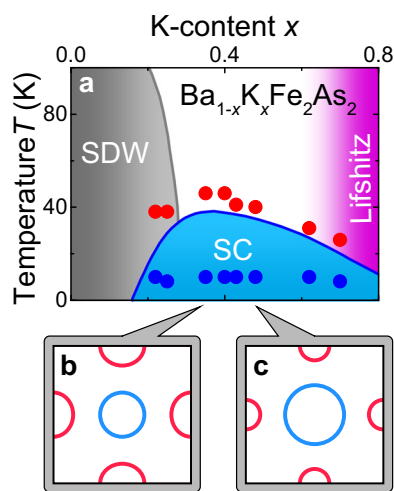 K-content x
0.0 0.4 0.8
a
Ba1-xKxFe2As2
80
40
0
Temperature T (K)
SDW
SC
Lifshitz
b
c